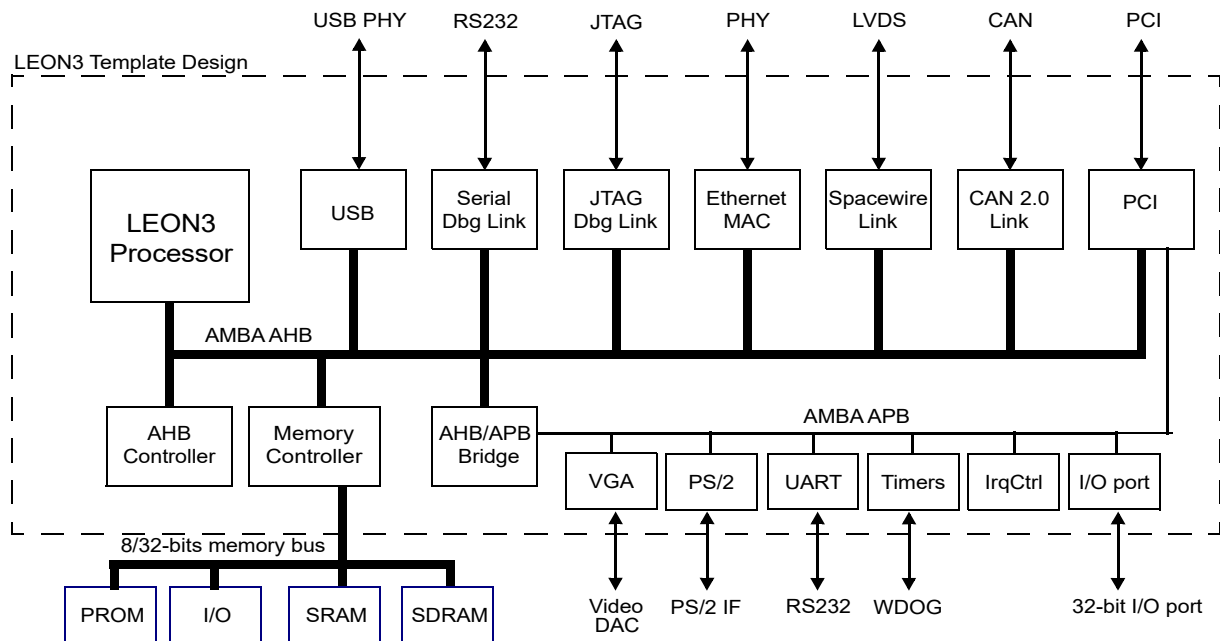 USB PHY
RS232
JTAG
PHY
LVDS
CAN
PCI
LEON3 Template Design
LEON3
Processor
USB
Serial
Dbg Link
JTAG
Dbg Link
Ethernet
MAC
Spacewire
Link
CAN 2.0
Link
PCI
AMBA AHB
AHB
Controller
Memory
Controller
AHB/APB
Bridge
AMBA APB
VGA
PS/2
UART
Timers
IrqCtrl
I/O port
8/32-bits memory bus
PROM
I/O
SRAM
SDRAM
Video
DAC
PS/2 IF
RS232
WDOG
32-bit I/O port